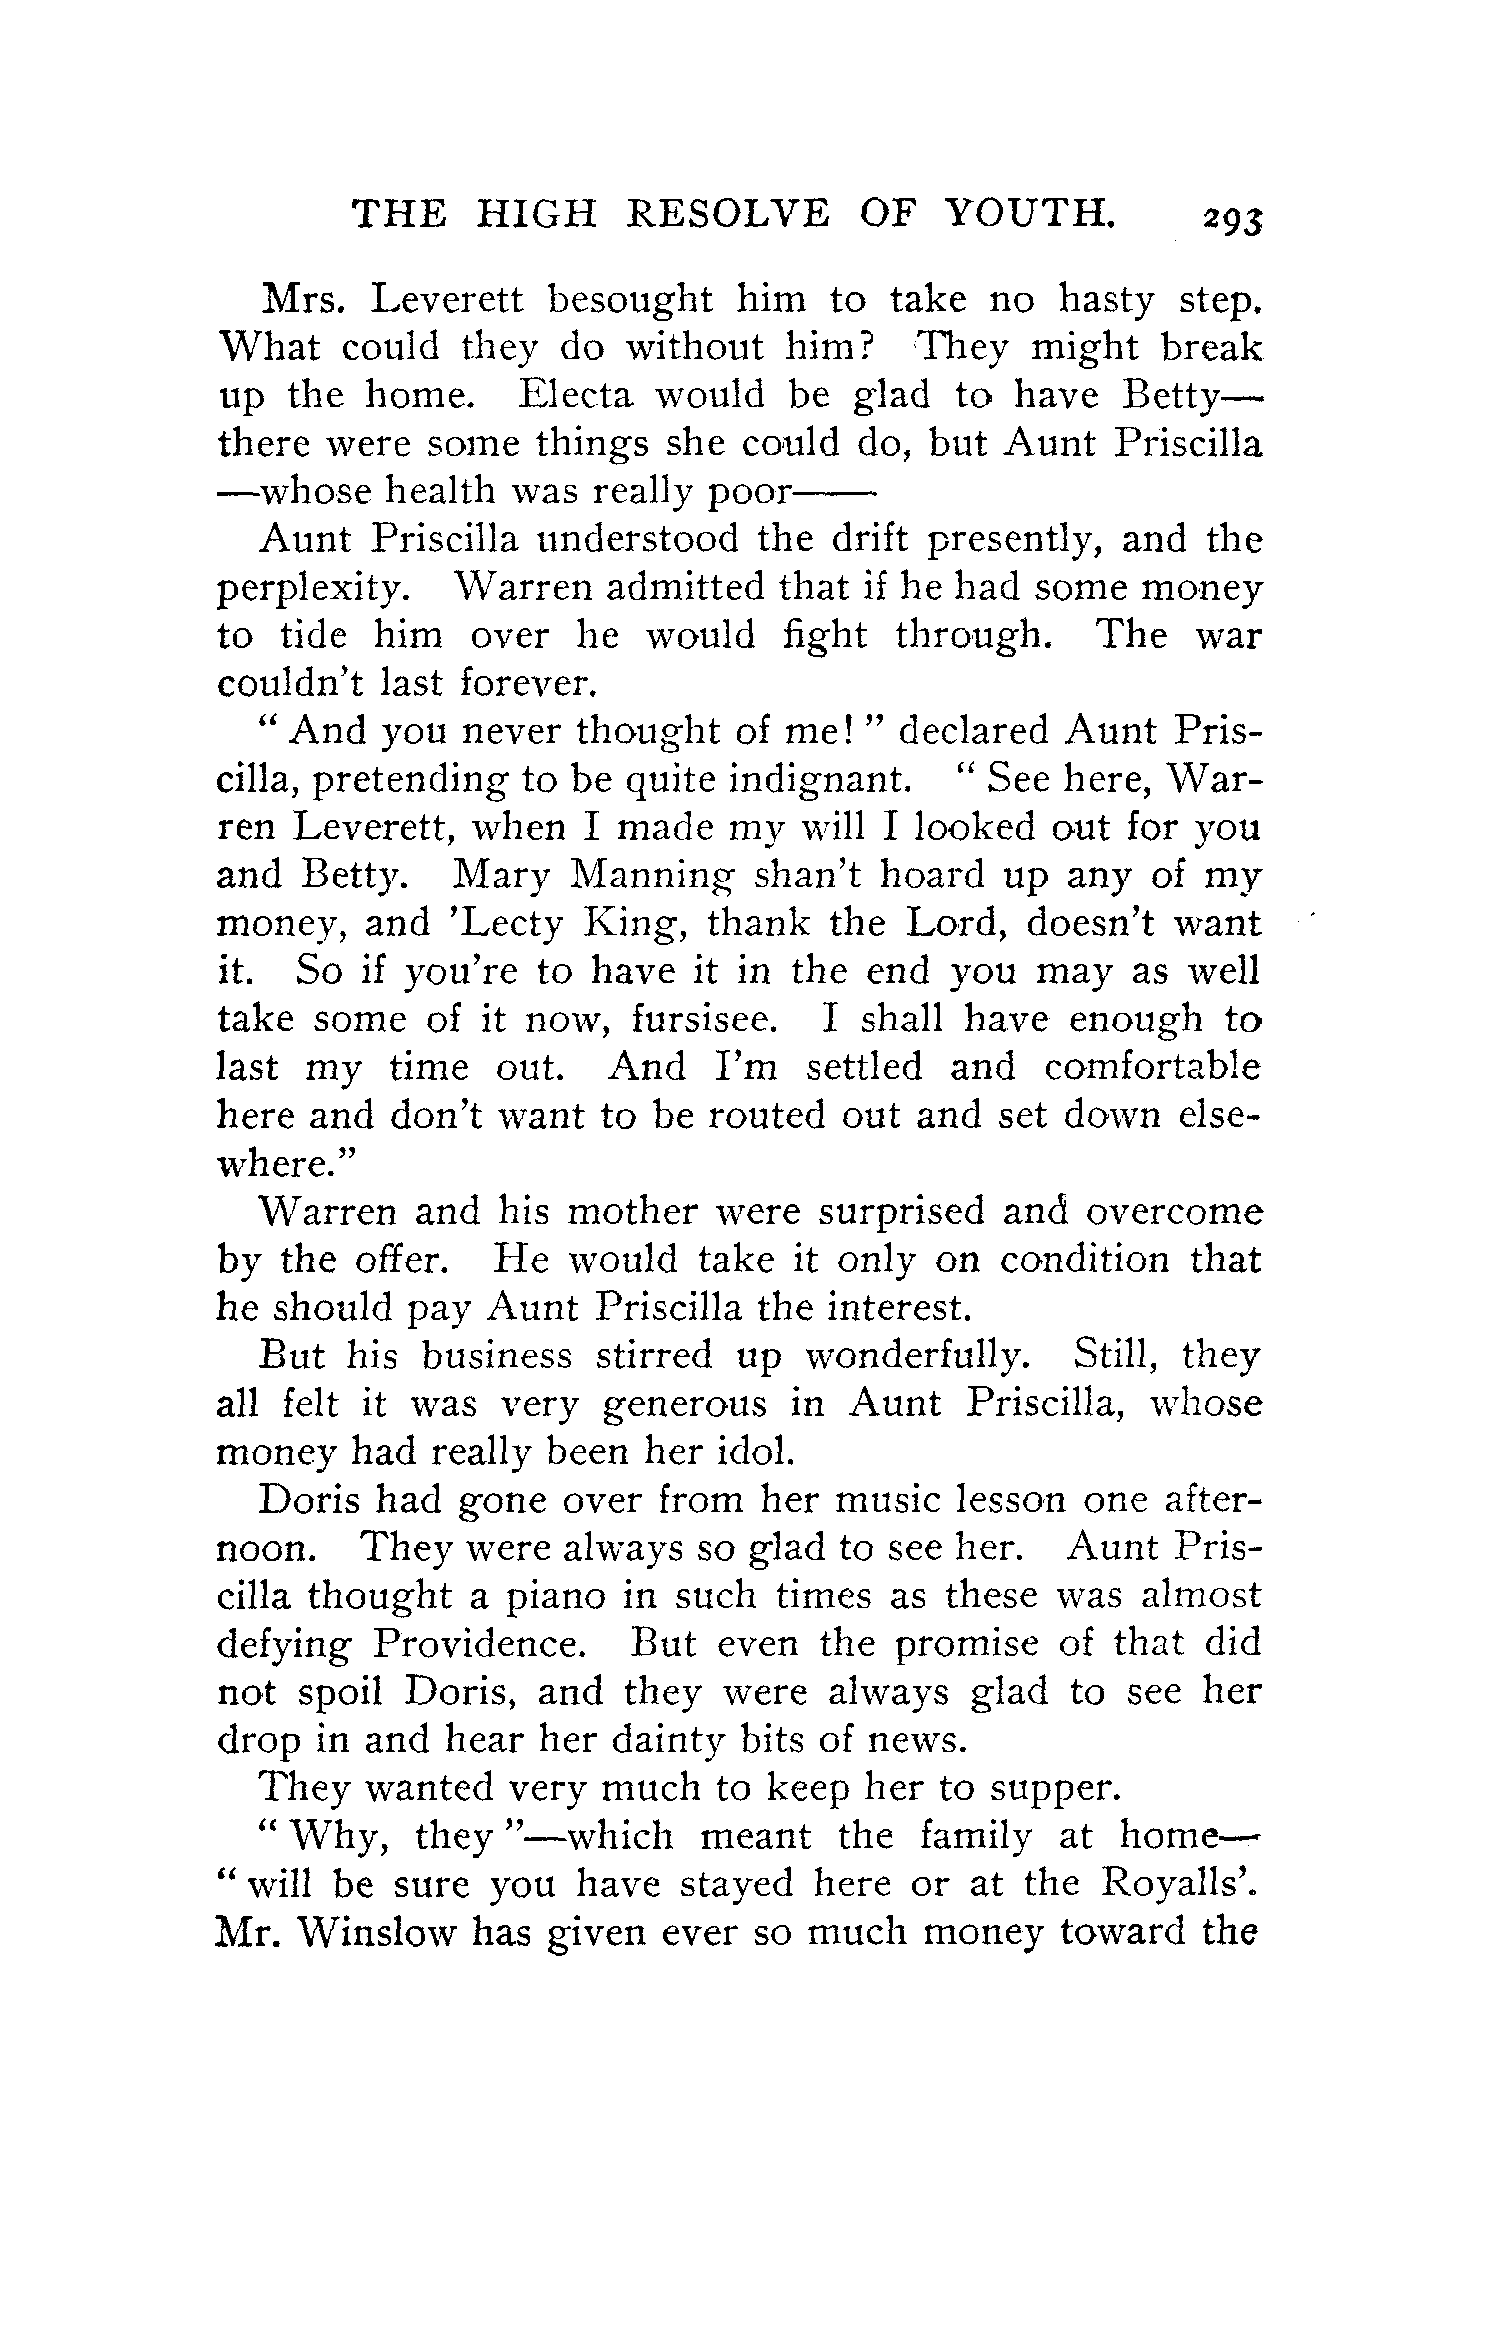 THE HIGH RESOLVE OF YOUTH. 293
Mrs. Leverett besought him to take no hasty step.
What could they do without him? They might break
up the home. Electa would be glad to have Betty—
there were some things she could do, but Aunt Priscilla
—whose health was really poor——
Aunt Priscilla understood the drift presently, and the
perplexity. Warren admitted that if he had some money
to tide him over he would fight through. The war
couldn't last forever.
" And you never thought of me! " declared Aunt Pris-
cilla, pretending to be quite indignant. " See here, War-
ren Leverett, when I made my will I looked out for you
and Betty. Mary Manning shan't hoard up any of my
money, and 'Lecty King, thank the Lord, doesn't want
it. So if you're to have it in the end you may as well
take some of it now, fursisee. I shall have enough to
last my time out. And I'm settled and comfortable
here and don't want to be routed out and set down else-
where."
Warren and his mother were surprised and overcome
by the offer. He would take it only on condition that
he should pay Aunt Priscilla the interest.
But his business stirred up wonderfully. Still, they
all felt it was very generous in Aunt Priscilla, whose
money had really been her idol.
Doris had gone over from her music lesson one after-
noon. They were always so glad to see her. Aunt Pris-
cilla thought a piano in such times as these was almost
defying Providence. But even the promise of that did
not spoil Doris, and they were always glad to see her
drop in and hear her dainty bits of news.
They wanted very much to keep her to supper.
" Why, they "—which meant the family at home—
" will be sure you have stayed here or at the Royalls'.
Mr. Winslow has given ever so much money toward the